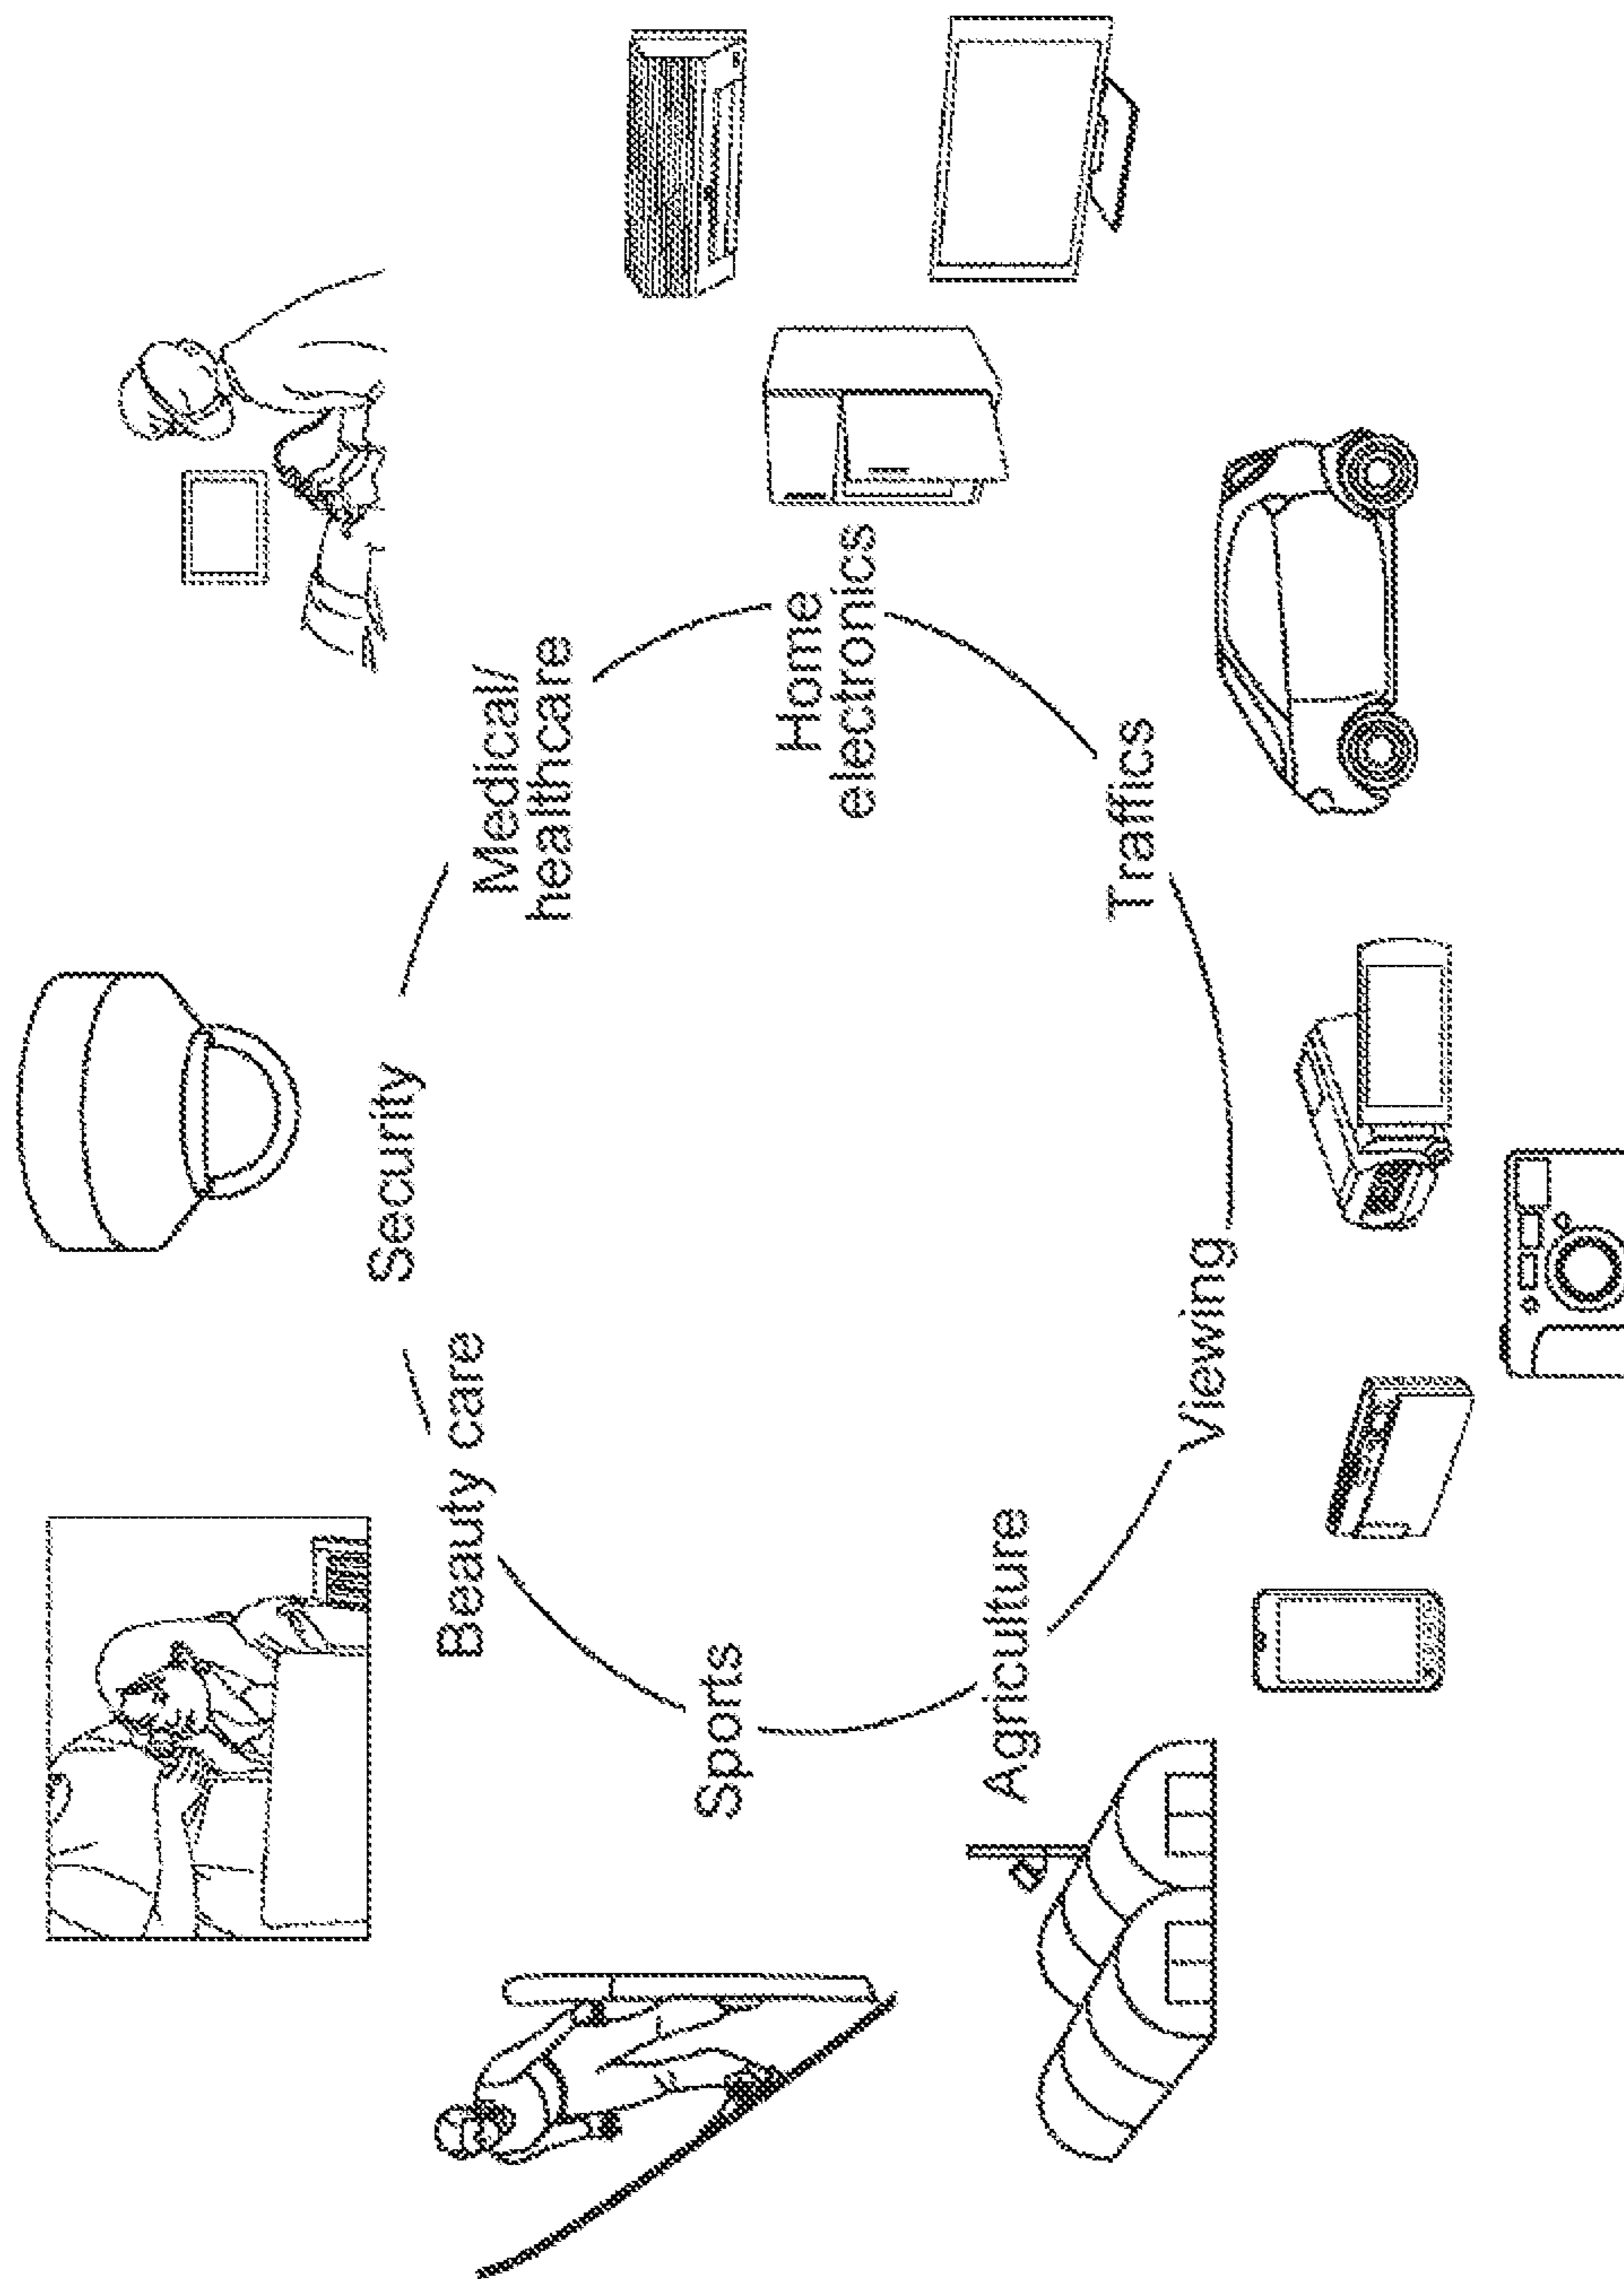 Security
Medical/
healthcare
Home
electronics
Traffics
Viewing
Agriculture
Sports
Beauty care